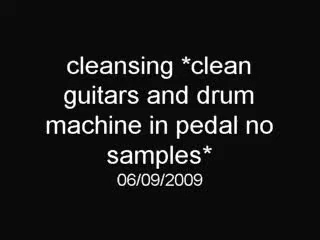 cleansing *clean
guitars and drum
machine in pedal no
samples*
06/09/2009